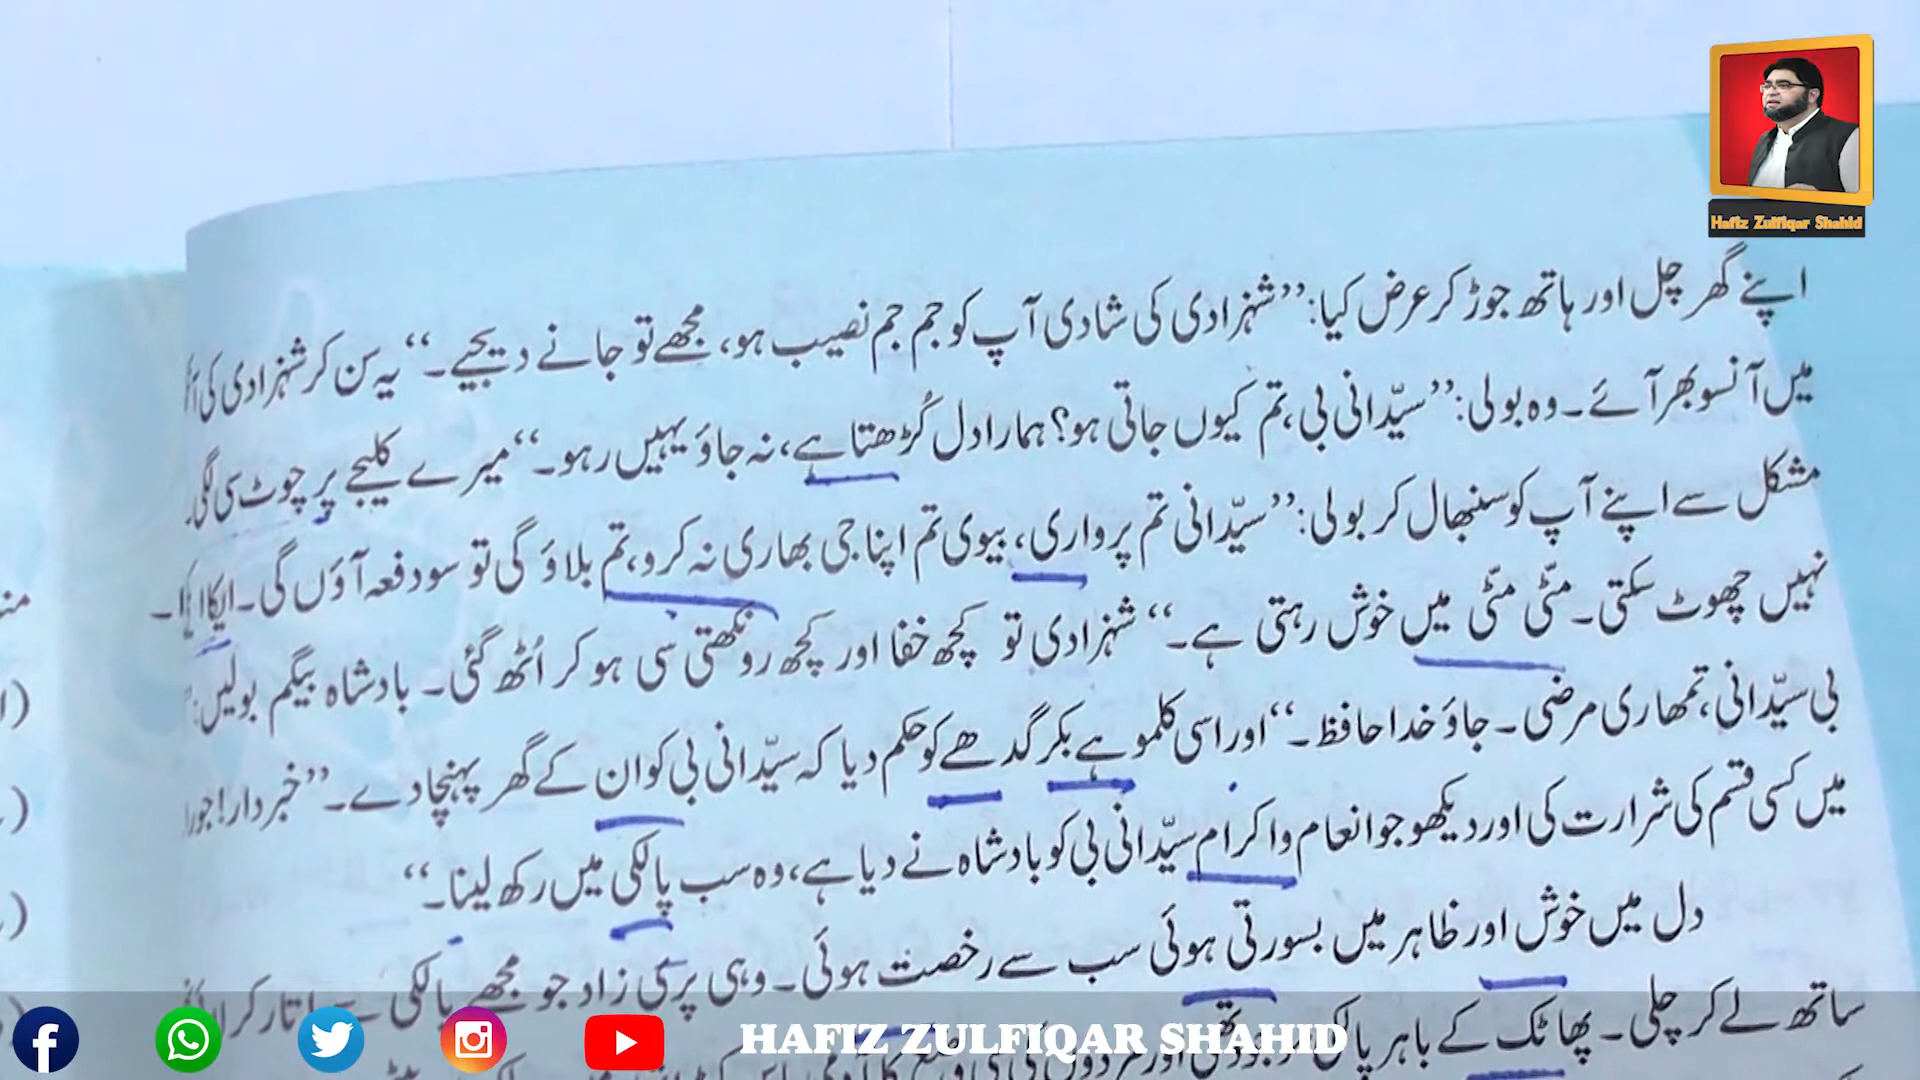 Hafiz Zulfiqar Shahid
اپنے گھر چل اور ہاتھ جوڑ کر عرض کیا: ’’شہزادی کی شادی آپ کو جم جم نصیب ہو، مجھے تو جانے دیجیے۔‘‘ یہ سن کر شہزادی کی
میں آنسو بھر آئے۔ وہ بولی: ’’سیّدانی بی، تم کیوں جاتی ہو؟ ہمارا دل کُڑھتا ہے، نہ جاؤ یہیں رہو۔‘‘ میرے کلیجے پر چوٹ سی لگی۔
مشکل سے اپنے آپ کو سنبھال کر بولی: ’’سیّدانی تم پر واری، بیوی تم اپنا جی بھاری نہ کرو، تم بلاؤ گی تو سو دفعہ آؤں گی۔
نہیں چھوٹ سکتی۔ مٹّی مٹّی میں خوش رہتی ہے۔‘‘ شہزادی تو کچھ خفا اور کچھ روٹھتی سی ہو کر اُٹھ گئی۔ بادشاہ بیگم بولیں:
بی سیّدانی، تمھاری مرضی۔ جاؤ خدا حافظ۔‘‘ اور اسی کلموہے بکر گدھے کو حکم دیا کہ سیّدانی بی کو ان کے گھر پہنچا دے۔ ’’خبردار!
میں کسی قسم کی شرارت کی اور دیکھو جو انعام و اکرام سیّدانی بی کو بادشاہ نے دیا ہے، وہ سب پالکی میں رکھ لینا۔‘‘
دل میں خوش اور ظاہر میں بسورتی ہوئی سب سے رخصت ہوئی۔ وہی پری زاد جو مجھے پالکی سے اتار کر
ساتھ لے کر چلی۔ پھاٹک کے باہر
HAFIZ ZULFIQAR SHAHID